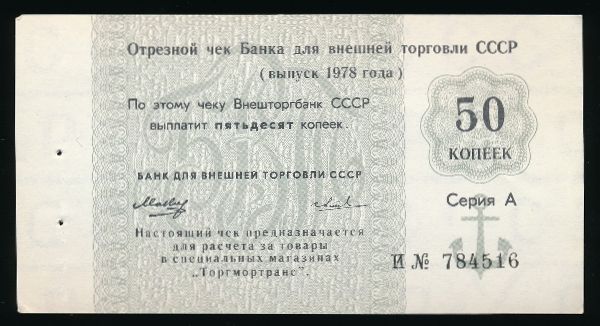 Отрезной чек Банка для внешней торговли СССР
(выпуск 1978 года)
По этому чеку Внешторгбанк СССР
выплатит пятьдесят копеек.
50
КОПЕЕК
БАНК ДЛЯ ВНЕШНЕЙ ТОРГОВЛИ СССР
Серия А
Настоящий чек предназначается
для расчета за товары
в специальных магазинах
„Торгмортранс".
И № 784516